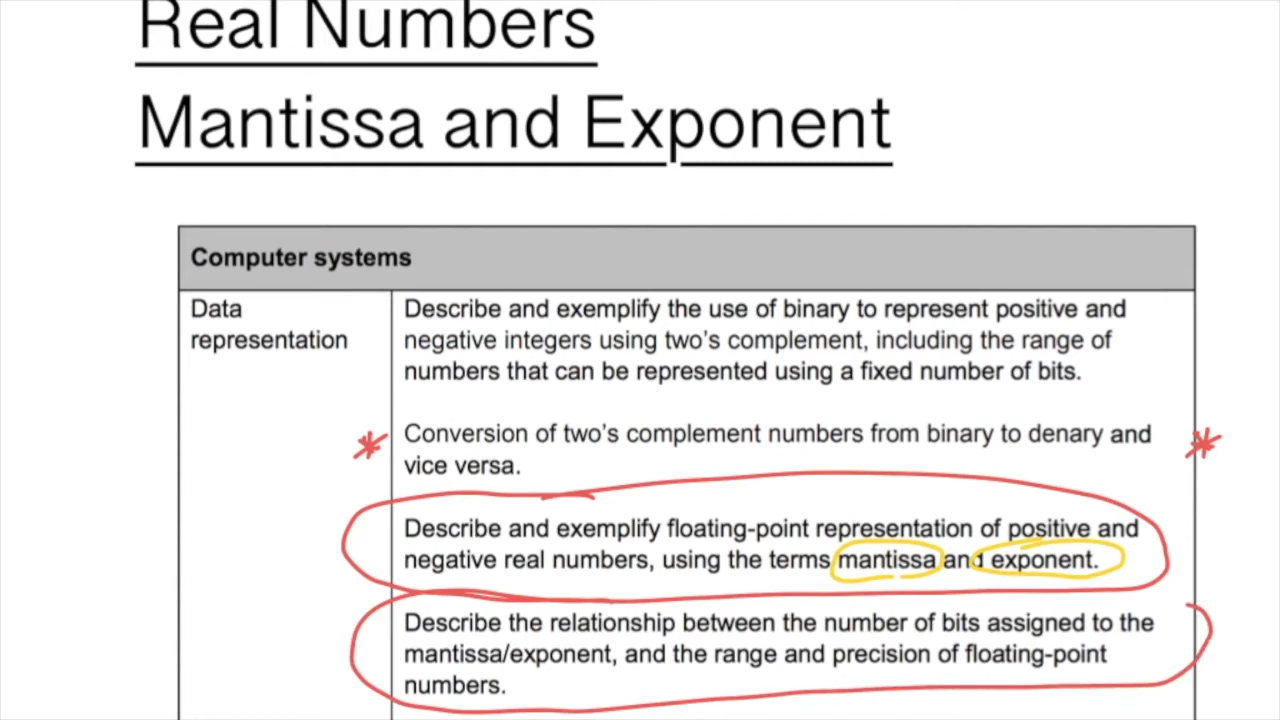 Real Numbers
Mantissa and Exponent
Computer systems
Data
representation
Describe and exemplify the use of binary to represent positive and
negative integers using two's complement, including the range of
numbers that can be represented using a fixed number of bits.
Conversion of two's complement numbers from binary to denary and
vice versa.
Describe and exemplify floating-point representation of positive and
negative real numbers, using the terms mantissa and exponent.
Describe the relationship between the number of bits assigned to the
mantissa/exponent, and the range and precision of floating-point
numbers.